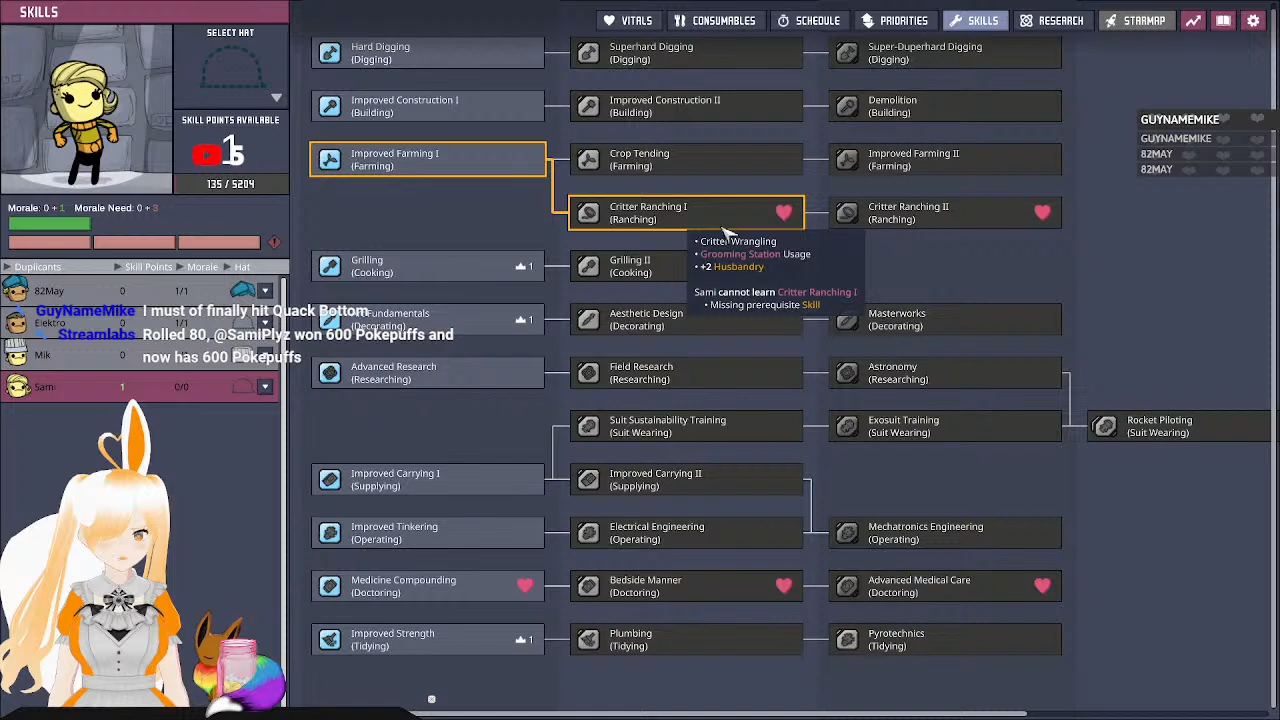 SKILLS
VITALS
CONSUMABLES
SCHEDULE
PRIORITIES
SKILLS
RESEARCH
STARMAP
SELECT HAT
SKILL POINTS AVAILABLE
135 / 5204
Morale: 0 + 1
Morale Need: 0 + 3
Duplicants
Skill Points
Morale
Hat
82May
0
1/1
Elektro
0
1/1
Mik
0
Sami
1
0/0
GuyNameMike I must of finally hit Quack Bottom
Streamlabs Rolled 80, @SamiPlyz won 600 Pokepuffs and
now has 600 Pokepuffs
Hard Digging
(Digging)
Superhard Digging
(Digging)
Super-Duperhard Digging
(Digging)
Improved Construction I
(Building)
Improved Construction II
(Building)
Demolition
(Building)
Improved Farming I
(Farming)
Crop Tending
(Farming)
Improved Farming II
(Farming)
Critter Ranching I
(Ranching)
Critter Ranching II
(Ranching)
• Critter Wrangling
• Grooming Station Usage
• +2 Husbandry
Sami cannot learn Critter Ranching I
• Missing prerequisite Skill
Grilling
(Cooking)
1
Grilling II
(Cooking)
Fundamentals
(Decorating)
1
Aesthetic Design
(Decorating)
Masterworks
(Decorating)
Advanced Research
(Researching)
Field Research
(Researching)
Astronomy
(Researching)
Suit Sustainability Training
(Suit Wearing)
Exosuit Training
(Suit Wearing)
Rocket Piloting
(Suit Wearing)
Improved Carrying I
(Supplying)
Improved Carrying II
(Supplying)
Improved Tinkering
(Operating)
Electrical Engineering
(Operating)
Mechatronics Engineering
(Operating)
Medicine Compounding
(Doctoring)
Bedside Manner
(Doctoring)
Advanced Medical Care
(Doctoring)
Improved Strength
(Tidying)
1
Plumbing
(Tidying)
Pyrotechnics
(Tidying)
GUYNAMEMIKE
GUYNAMEMIKE
82MAY
82MAY